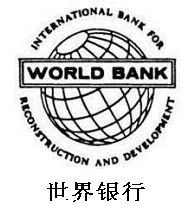 INTERNATIONAL BANK FOR
WORLD BANK
RECONSTRUCTION AND DEVELOPMENT
世界银行